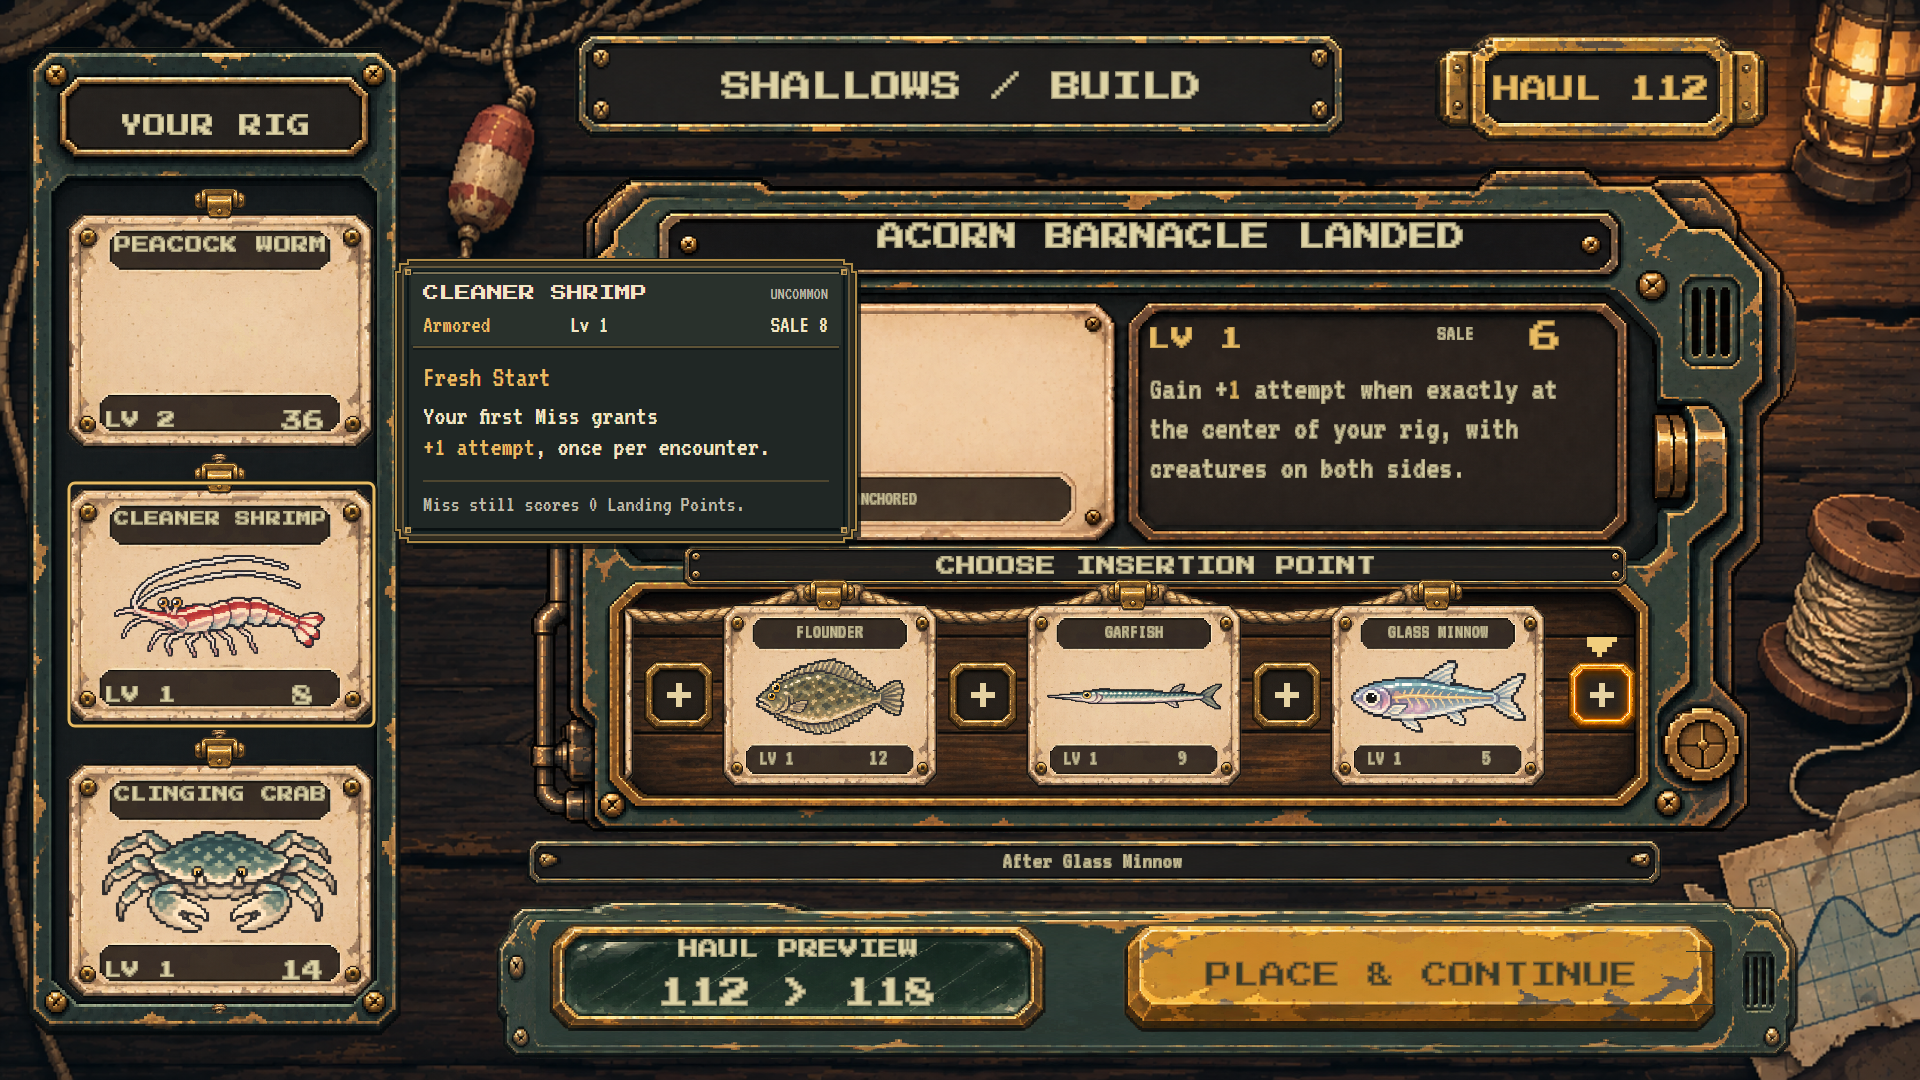 SHALLOWS / BUILD
HAUL 112
YOUR RIG
PEACOCK WORM
LV 2 36
CLEANER SHRIMP
LV 1 8
CLINGING CRAB
LV 1 14
CLEANER SHRIMP UNCOMMON
Armored Lv 1 SALE 8
Fresh Start
Your first Miss grants
+1 attempt, once per encounter.
Miss still scores 0 Landing Points.
ACORN BARNACLE LANDED
NCHORED
LV 1 SALE 6
Gain +1 attempt when exactly at
the center of your rig, with
creatures on both sides.
CHOOSE INSERTION POINT
+ + + +
FLOUNDER
LV 1 12
GARFISH
LV 1 9
GLASS MINNOW
LV 1 5
After Glass Minnow
HAUL PREVIEW
112 > 118
PLACE & CONTINUE